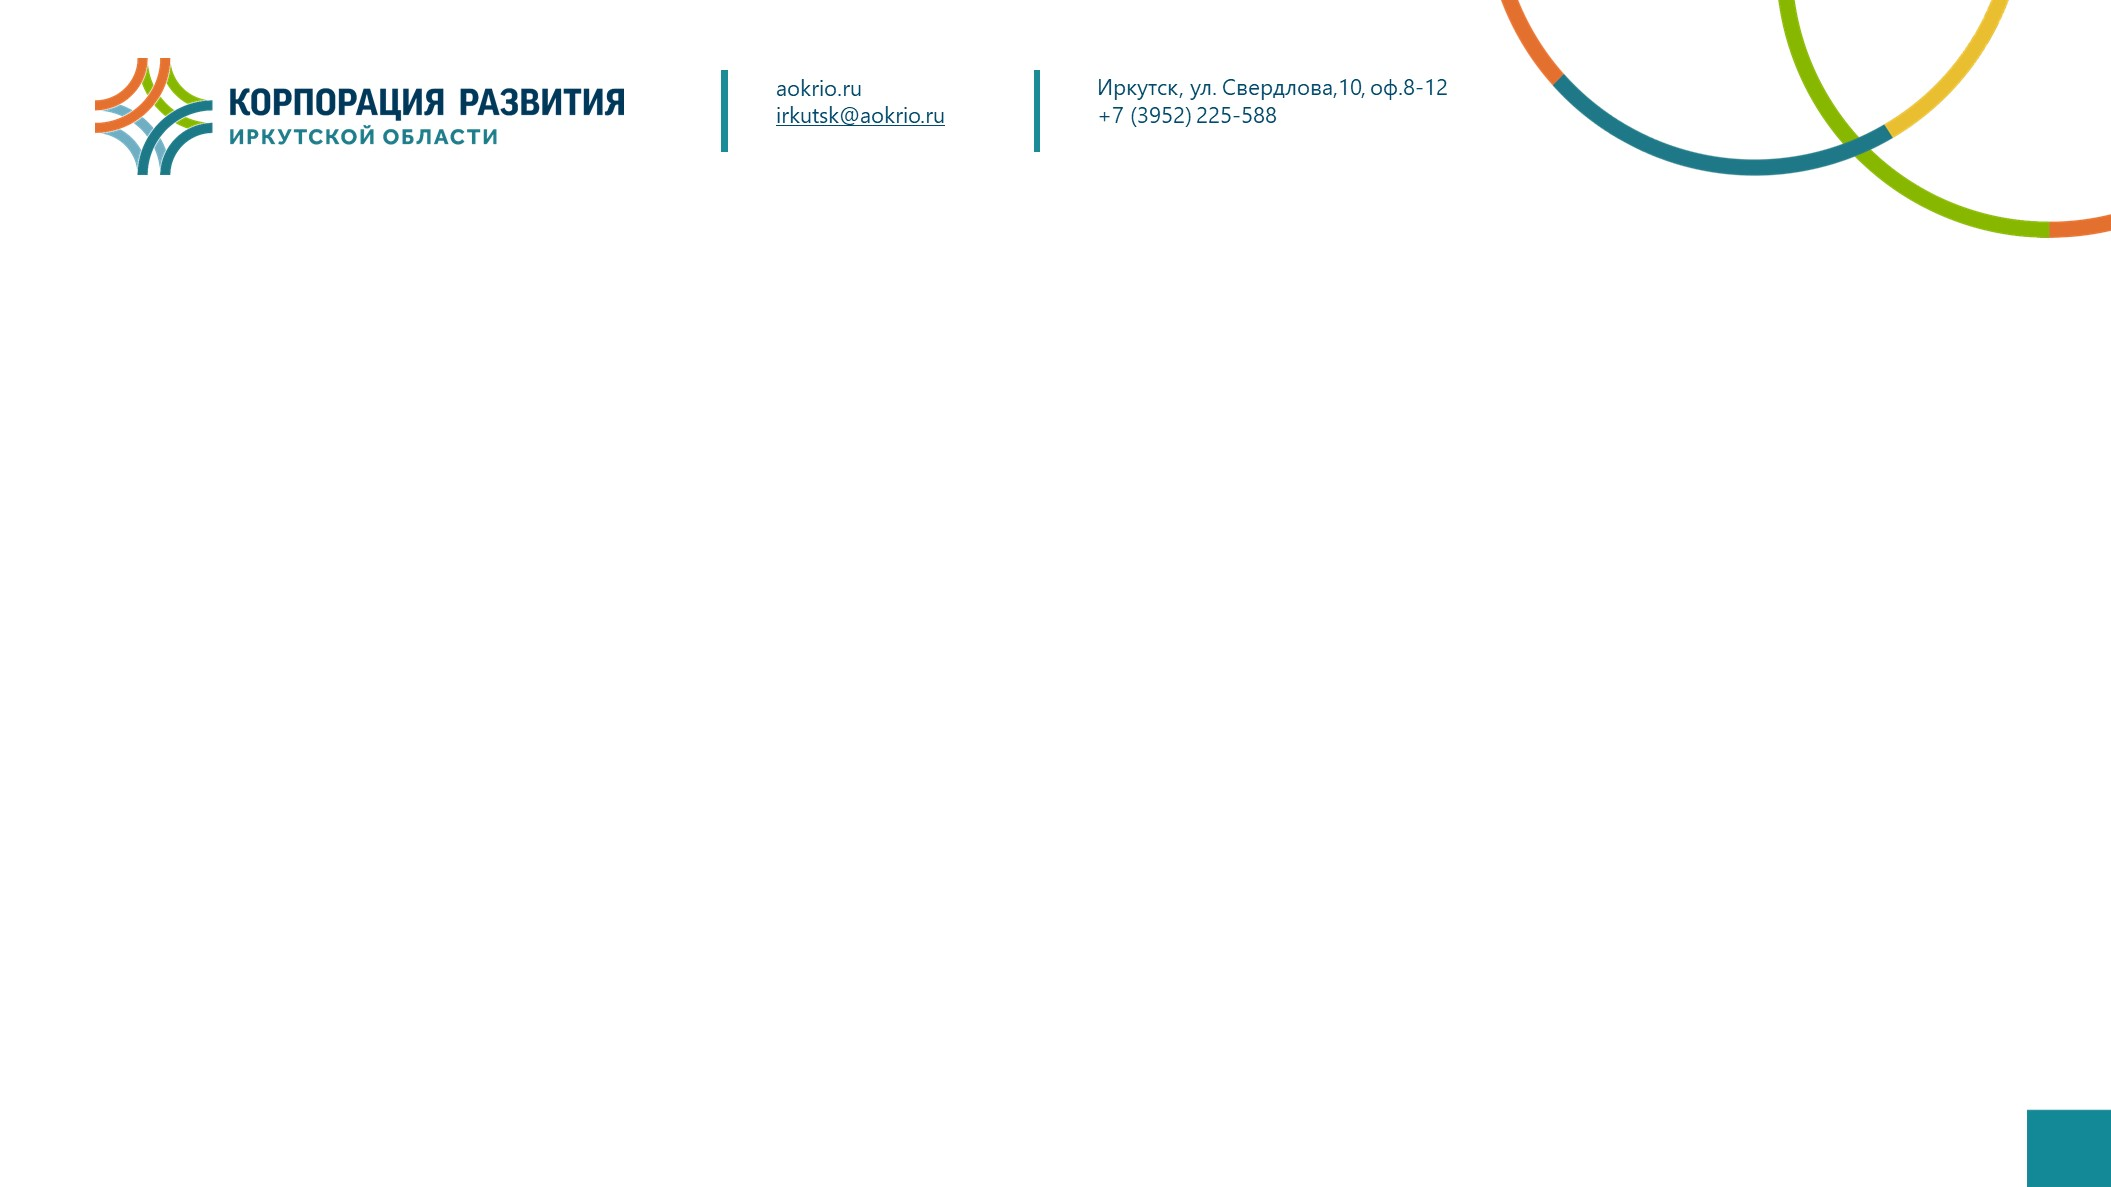 КОРПОРАЦИЯ РАЗВИТИЯ
ИРКУТСКОЙ ОБЛАСТИ
aokrio.ru
irkutsk@aokrio.ru
Иркутск, ул. Свердлова,10, оф.8-12
+7 (3952) 225-588